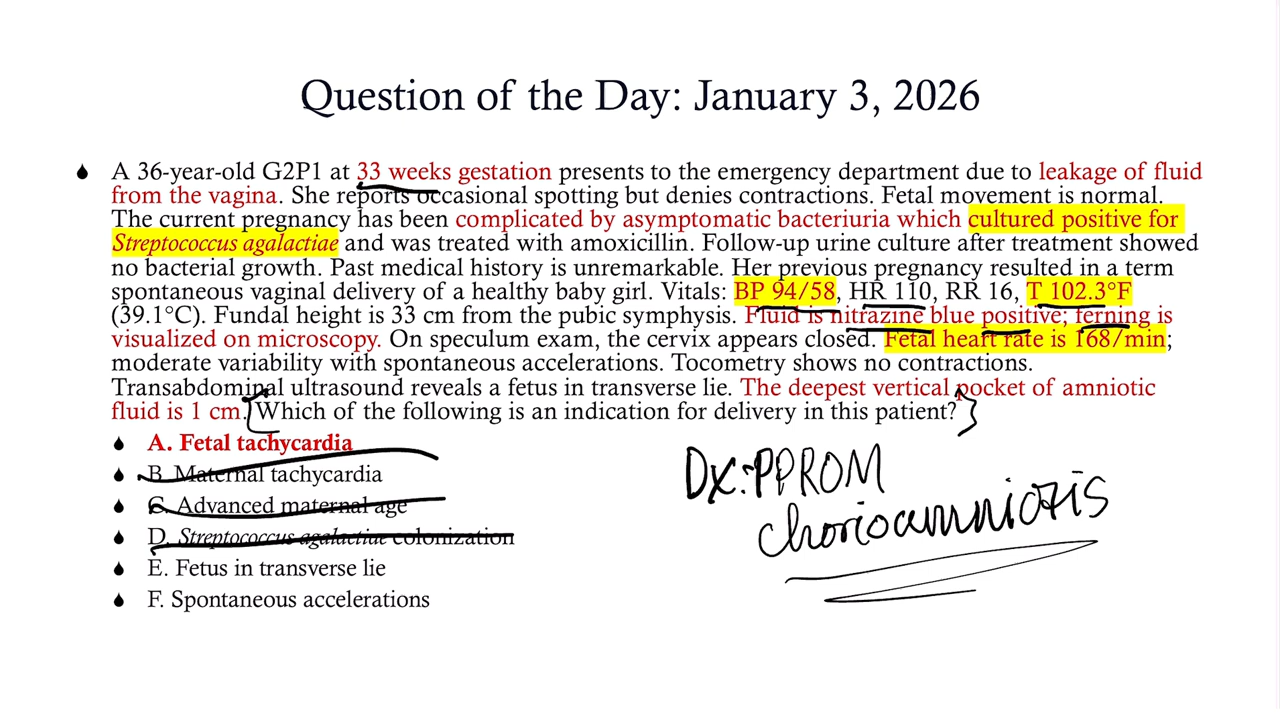 Question of the Day: January 3, 2026
A 36-year-old G2P1 at 33 weeks gestation presents to the emergency department due to leakage of fluid
from the vagina. She reports occasional spotting but denies contractions. Fetal movement is normal.
The current pregnancy has been complicated by asymptomatic bacteriuria which cultured positive for
Streptococcus agalactiae and was treated with amoxicillin. Follow-up urine culture after treatment showed
no bacterial growth. Past medical history is unremarkable. Her previous pregnancy resulted in a term
spontaneous vaginal delivery of a healthy baby girl. Vitals: BP 94/58, HR 110, RR 16, T 102.3°F
(39.1°C). Fundal height is 33 cm from the pubic symphysis. Fluid is nitrazine blue positive; ferning is
visualized on microscopy. On speculum exam, the cervix appears closed. Fetal heart rate is 168/min;
moderate variability with spontaneous accelerations. Tocometry shows no contractions.
Transabdominal ultrasound reveals a fetus in transverse lie. The deepest vertical pocket of amniotic
fluid is 1 cm. Which of the following is an indication for delivery in this patient?
A. Fetal tachycardia
B. Maternal tachycardia
C. Advanced maternal age
D. Streptococcus agalactiae colonization
E. Fetus in transverse lie
F. Spontaneous accelerations
Dx: PPROM
chorioamniotis